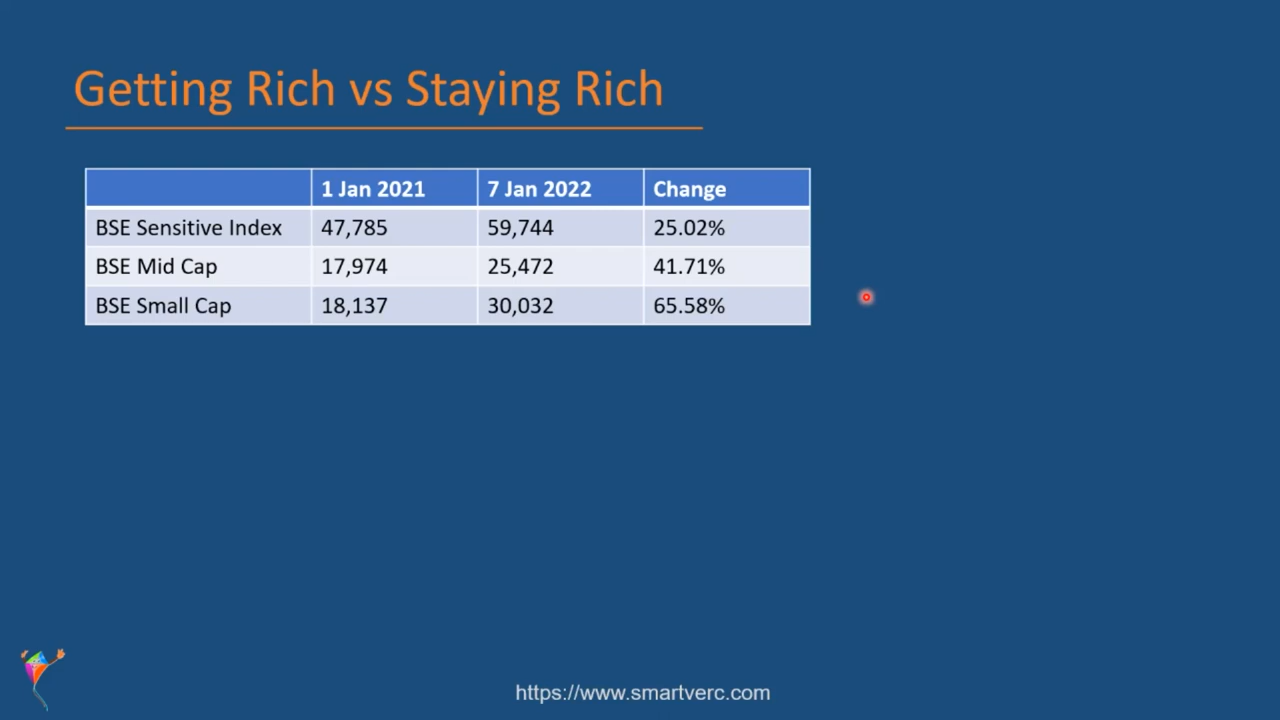 Getting Rich vs Staying Rich
1 Jan 2021 7 Jan 2022 Change
BSE Sensitive Index 47,785 59,744 25.02%
BSE Mid Cap 17,974 25,472 41.71%
BSE Small Cap 18,137 30,032 65.58%
https://www.smartverc.com